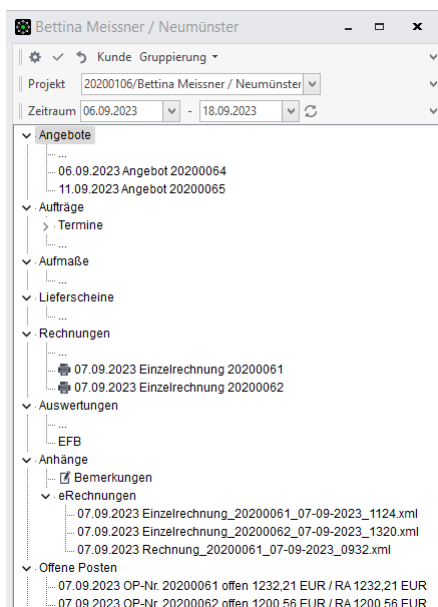 Bettina Meissner / Neumünster
Kunde Gruppierung
Projekt 20200106/Bettina Meissner / Neumünster
Zeitraum 06.09.2023 - 18.09.2023
Angebote
...
06.09.2023 Angebot 20200064
11.09.2023 Angebot 20200065
Aufträge
Termine
...
Aufmaße
...
Lieferscheine
...
Rechnungen
...
07.09.2023 Einzelrechnung 20200061
07.09.2023 Einzelrechnung 20200062
Auswertungen
...
EFB
Anhänge
Bemerkungen
eRechnungen
07.09.2023 Einzelrechnung_20200061_07-09-2023_1124.xml
07.09.2023 Einzelrechnung_20200062_07-09-2023_1320.xml
07.09.2023 Rechnung_20200061_07-09-2023_0932.xml
Offene Posten
07.09.2023 OP-Nr. 20200061 offen 1232,21 EUR / RA 1232,21 EUR
07.09.2023 OP-Nr. 20200062 offen 1200,56 EUR / RA 1200,56 EUR